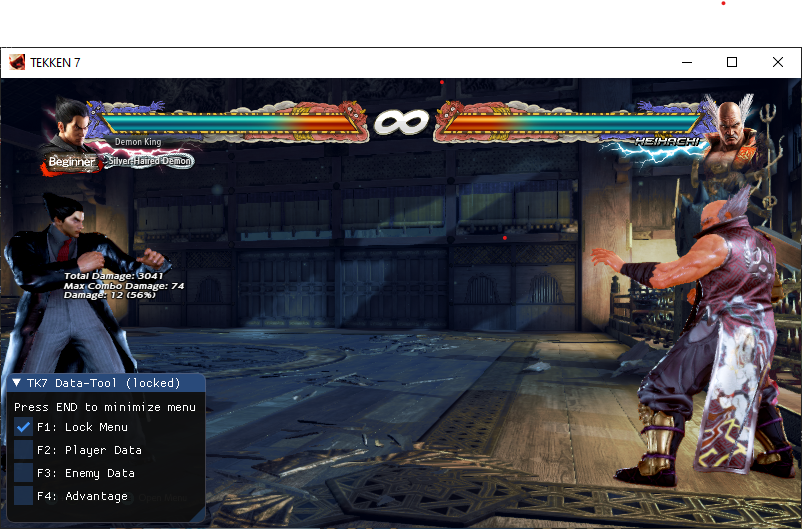 TEKKEN 7
Demon King
HEIHACHI
Beginner
Silver-Haired Demon
Total Damage: 3041
Max Combo Damage: 74
Damage: 12 (56%)
▼ TK7 Data-Tool (locked)
Press END to minimize menu
F1: Lock Menu
F2: Player Data
F3: Enemy Data
F4: Advantage